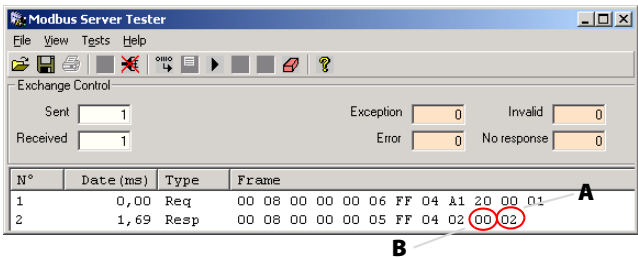 Modbus Server Tester
File View Tests Help
Exchange Control
Sent 1 Exception 0 Invalid 0
Received 1 Error 0 No response 0
N° Date (ms) Type Frame
1 0,00 Req 00 08 00 00 00 06 FF 04 A1 20 00 01
2 1,69 Resp 00 08 00 00 00 05 FF 04 02 00 02
A
B